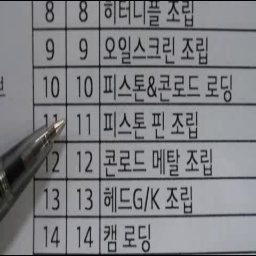 8 8 히터니플 조립
9 9 오일스크린 조립
10 10 피스톤&콘로드 로딩
11 11 피스톤 핀 조립
12 12 콘로드 메탈 조립
13 13 헤드G/K 조립
14 14 캠 로딩